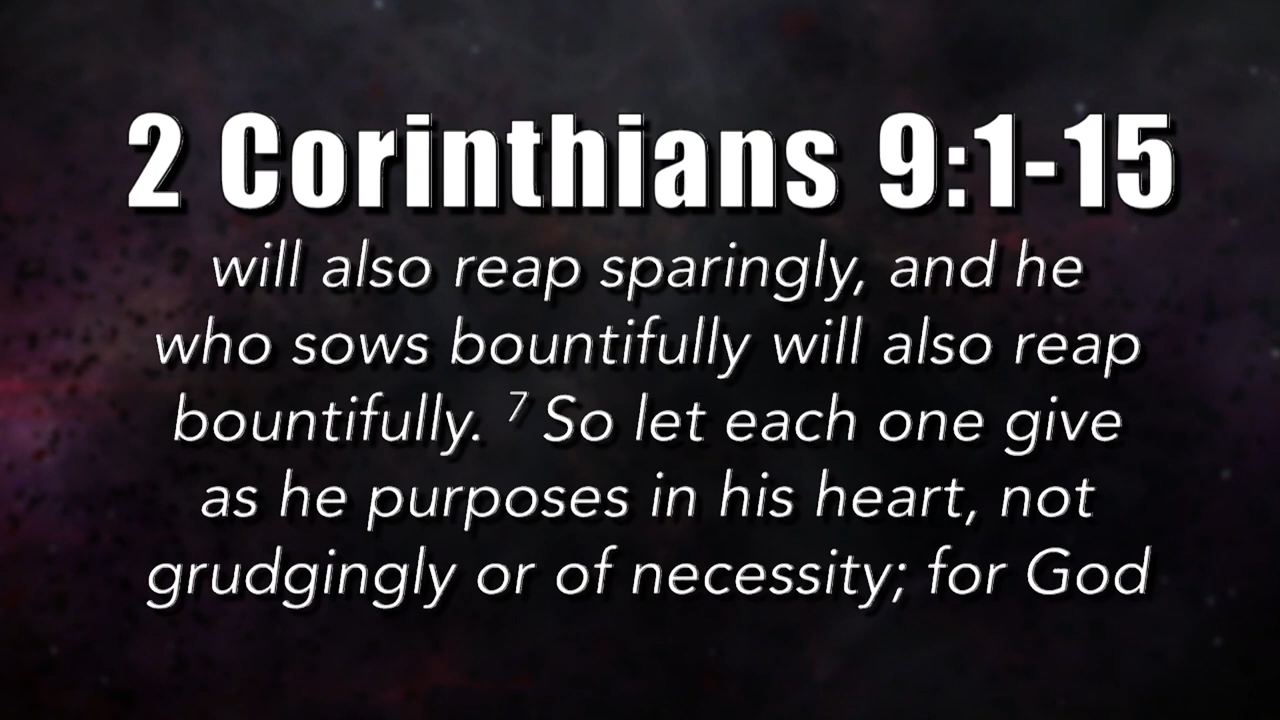 2 Corinthians 9:1-15
will also reap sparingly, and he
who sows bountifully will also reap
bountifully. ⁷ So let each one give
as he purposes in his heart, not
grudgingly or of necessity; for God